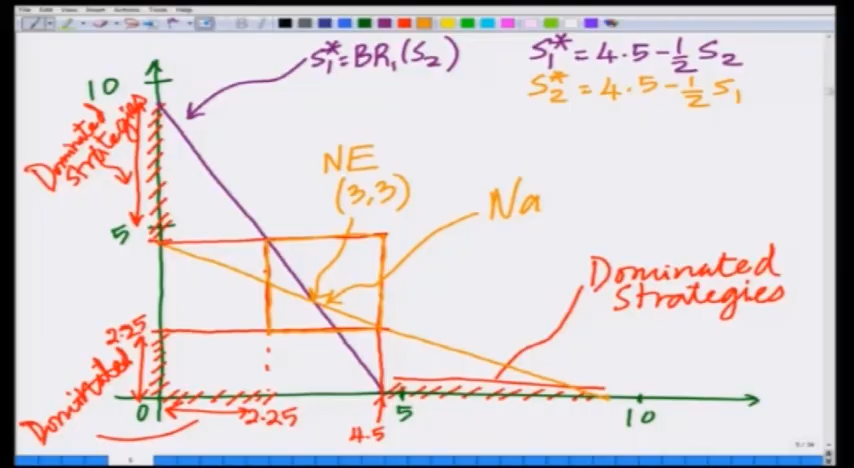 S₁* = BR₁(S₂)
S₁* = 4.5 - ½ S₂
S₂* = 4.5 - ½ S₁
10
Dominated
Strategies
NE
(3,3)
Na
5
Dominated
Strategies
2.25
Dominated
0
2.25
4.5
5
10